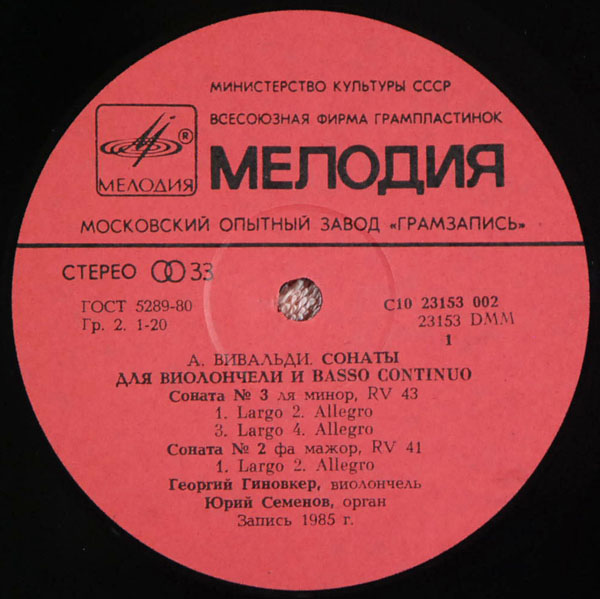 МИНИСТЕРСТВО КУЛЬТУРЫ СССР
ВСЕСОЮЗНАЯ ФИРМА ГРАМПЛАСТИНОК
®
МЕЛОДИЯ
МЕЛОДИЯ
МОСКОВСКИЙ ОПЫТНЫЙ ЗАВОД «ГРАМЗАПИСЬ»
СТЕРЕО 33
ГОСТ 5289-80
Гр. 2. 1-20
С10 23153 002
23153 DMM
1
А. ВИВАЛЬДИ. СОНАТЫ
ДЛЯ ВИОЛОНЧЕЛИ И BASSO CONTINUO
Соната № 3 ля минор, RV 43
1. Largo 2. Allegro
3. Largo 4. Allegro
Соната № 2 фа мажор, RV 41
1. Largo 2. Allegro
Георгий Гиновкер, виолончель
Юрий Семенов, орган
Запись 1985 г.